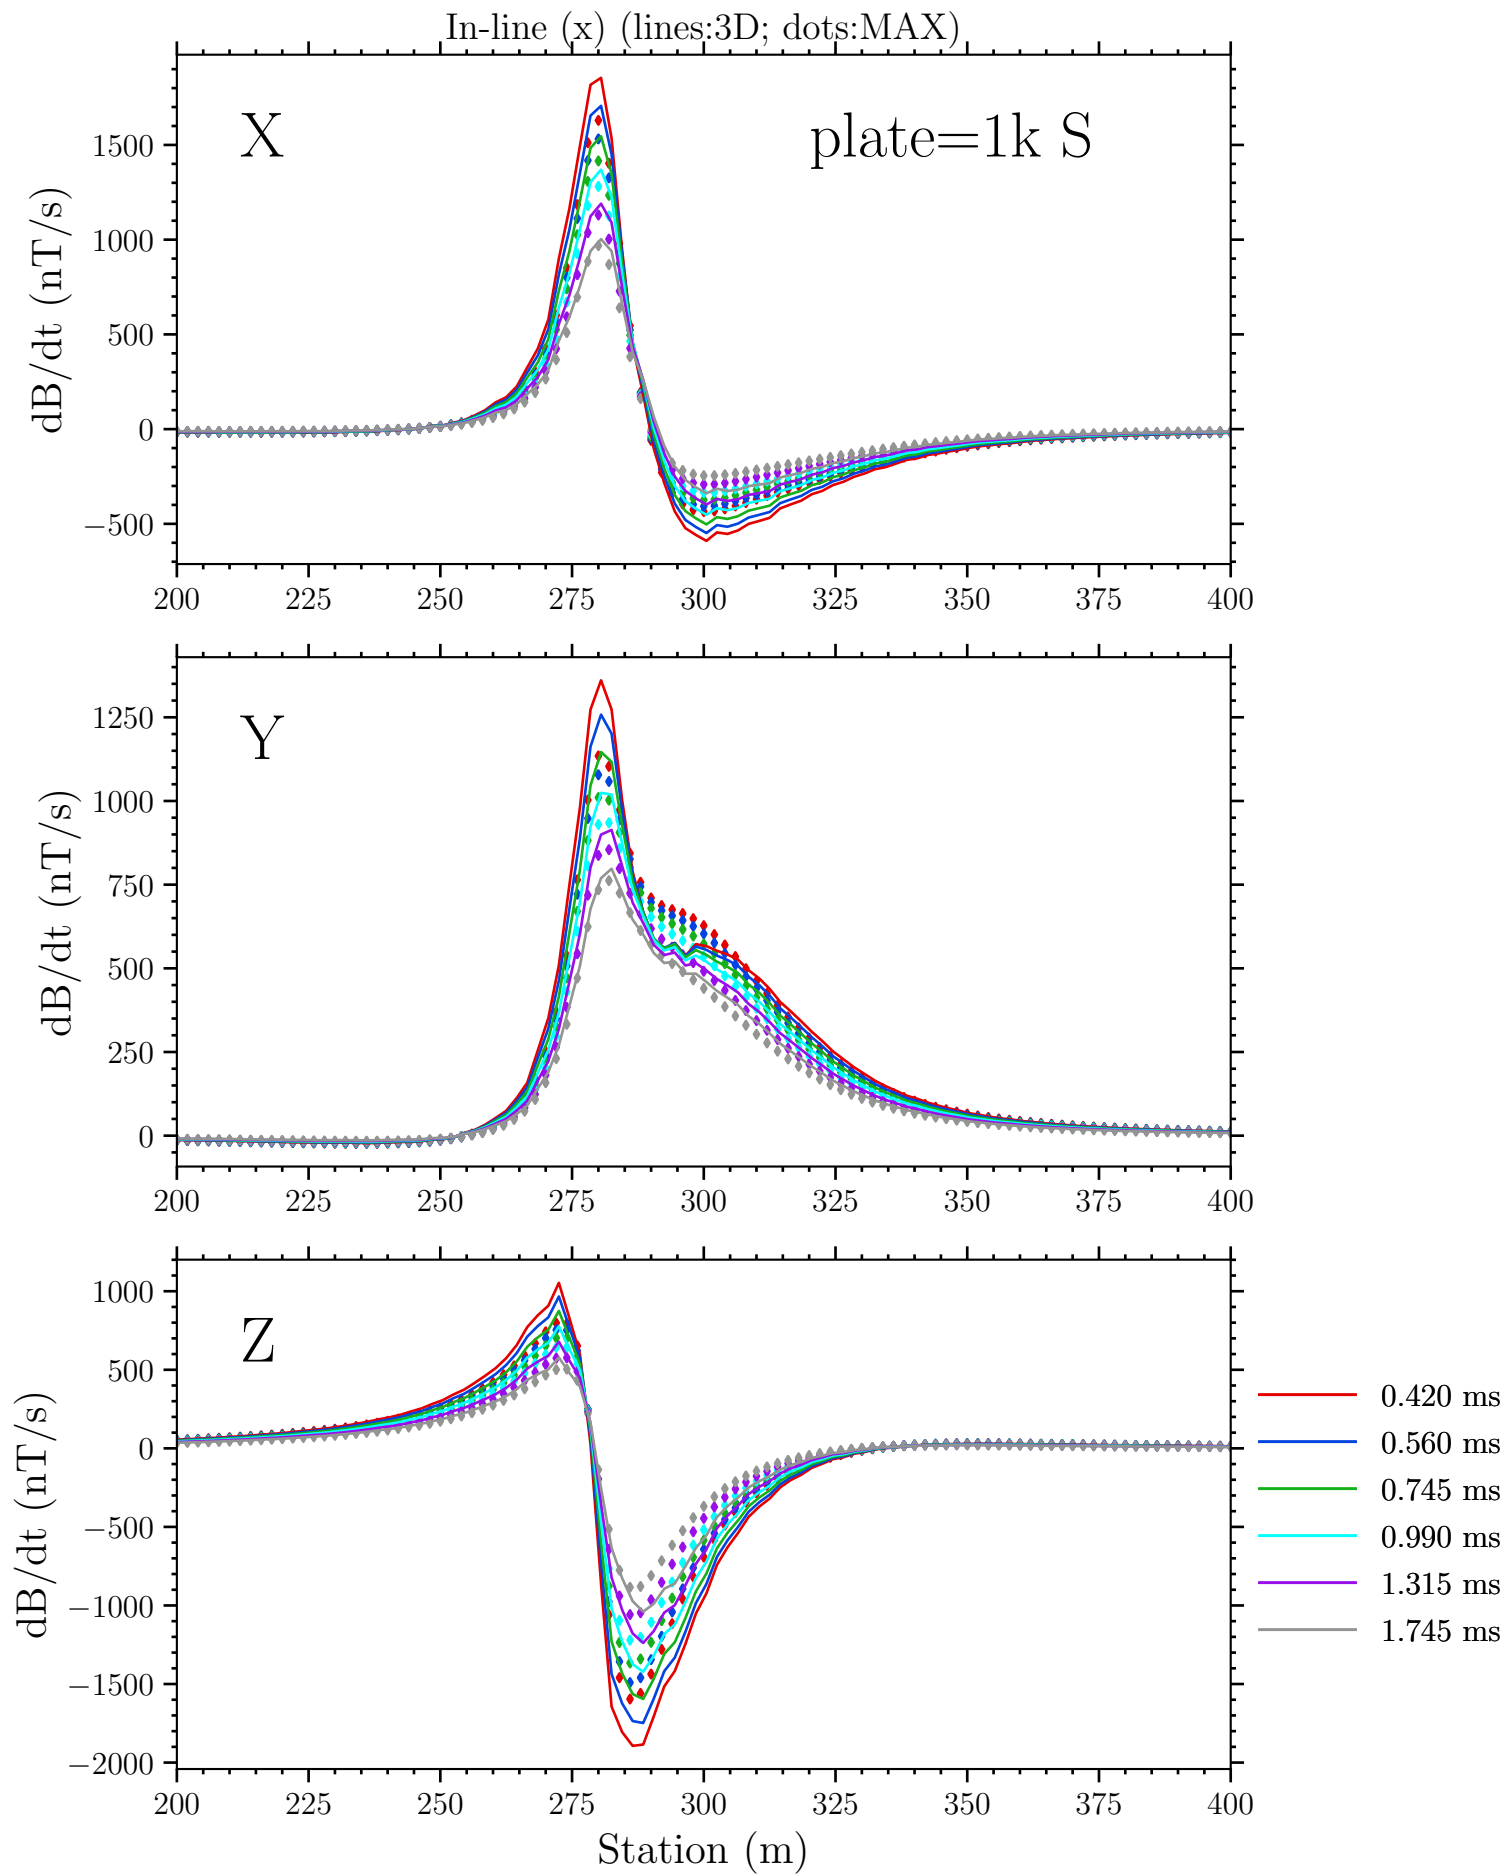 In-line (x) (lines:3D; dots:MAX)
X
plate=1k S
dB/dt (nT/s)
1500
1000
500
0
−500
200 225 250 275 300 325 350 375 400
Y
dB/dt (nT/s)
1250
1000
750
500
250
0
200 225 250 275 300 325 350 375 400
Z
dB/dt (nT/s)
1000
500
0
−500
−1000
−1500
−2000
200 225 250 275 300 325 350 375 400
Station (m)
0.420 ms
0.560 ms
0.745 ms
0.990 ms
1.315 ms
1.745 ms